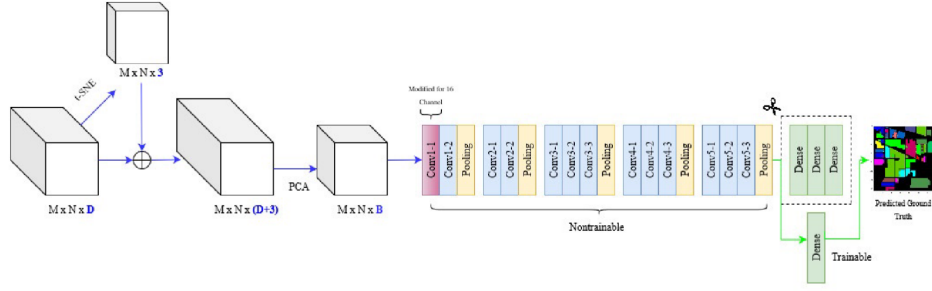 M x N x 3
t-SNE
M x N x D
M x N x (D+3)
PCA
M x N x B
Modified for 16
Channel
Conv1-1
Conv1-2
Pooling
Conv2-1
Conv2-2
Pooling
Conv3-1
Conv3-2
Conv3-3
Pooling
Conv4-1
Conv4-2
Conv4-3
Pooling
Conv5-1
Conv5-2
Conv5-3
Pooling
Nontrainable
Dense
Dense
Dense
Dense
Trainable
Predicted Ground
Truth